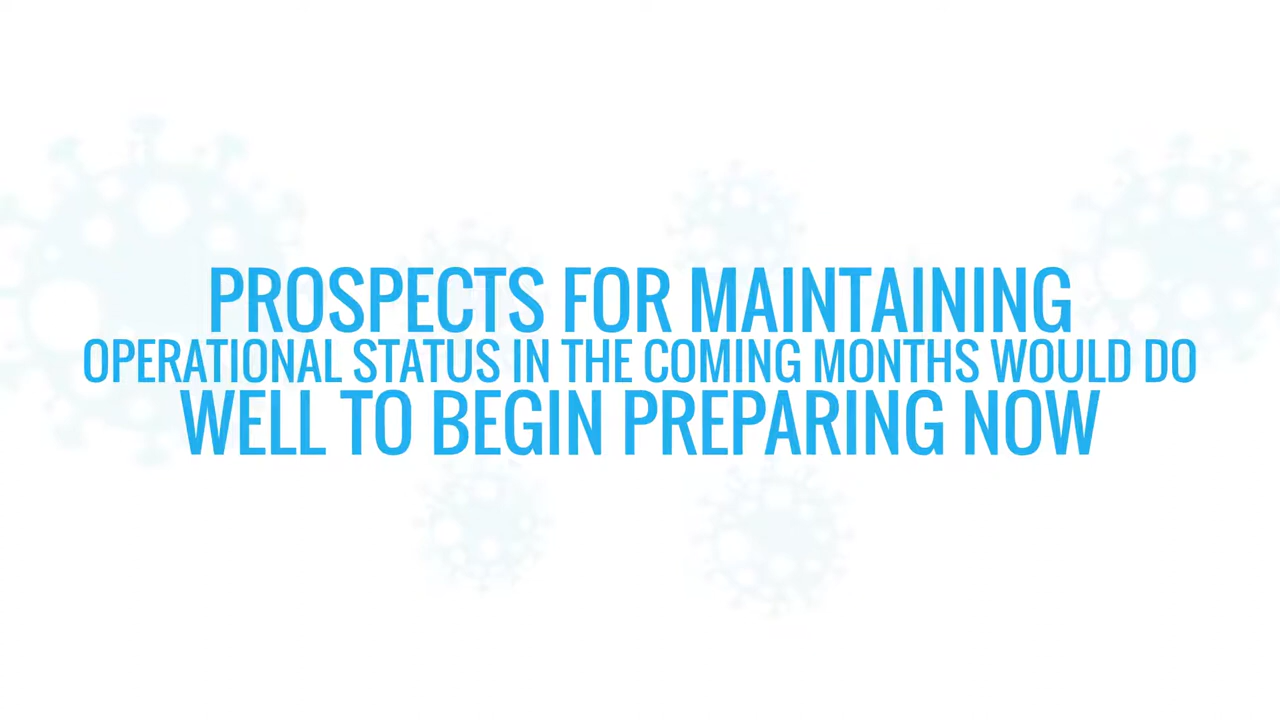 PROSPECTS FOR MAINTAINING
OPERATIONAL STATUS IN THE COMING MONTHS WOULD DO
WELL TO BEGIN PREPARING NOW